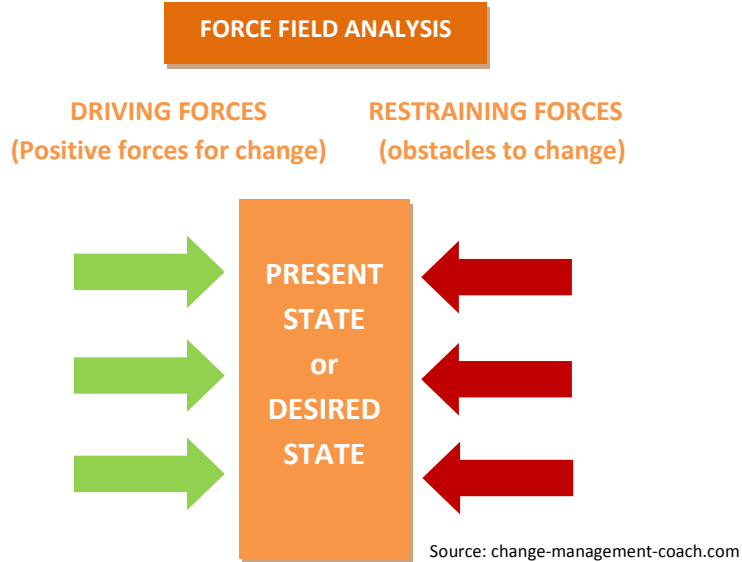 FORCE FIELD ANALYSIS
DRIVING FORCES
(Positive forces for change)
RESTRAINING FORCES
(obstacles to change)
PRESENT
STATE
or
DESIRED
STATE
Source: change-management-coach.com